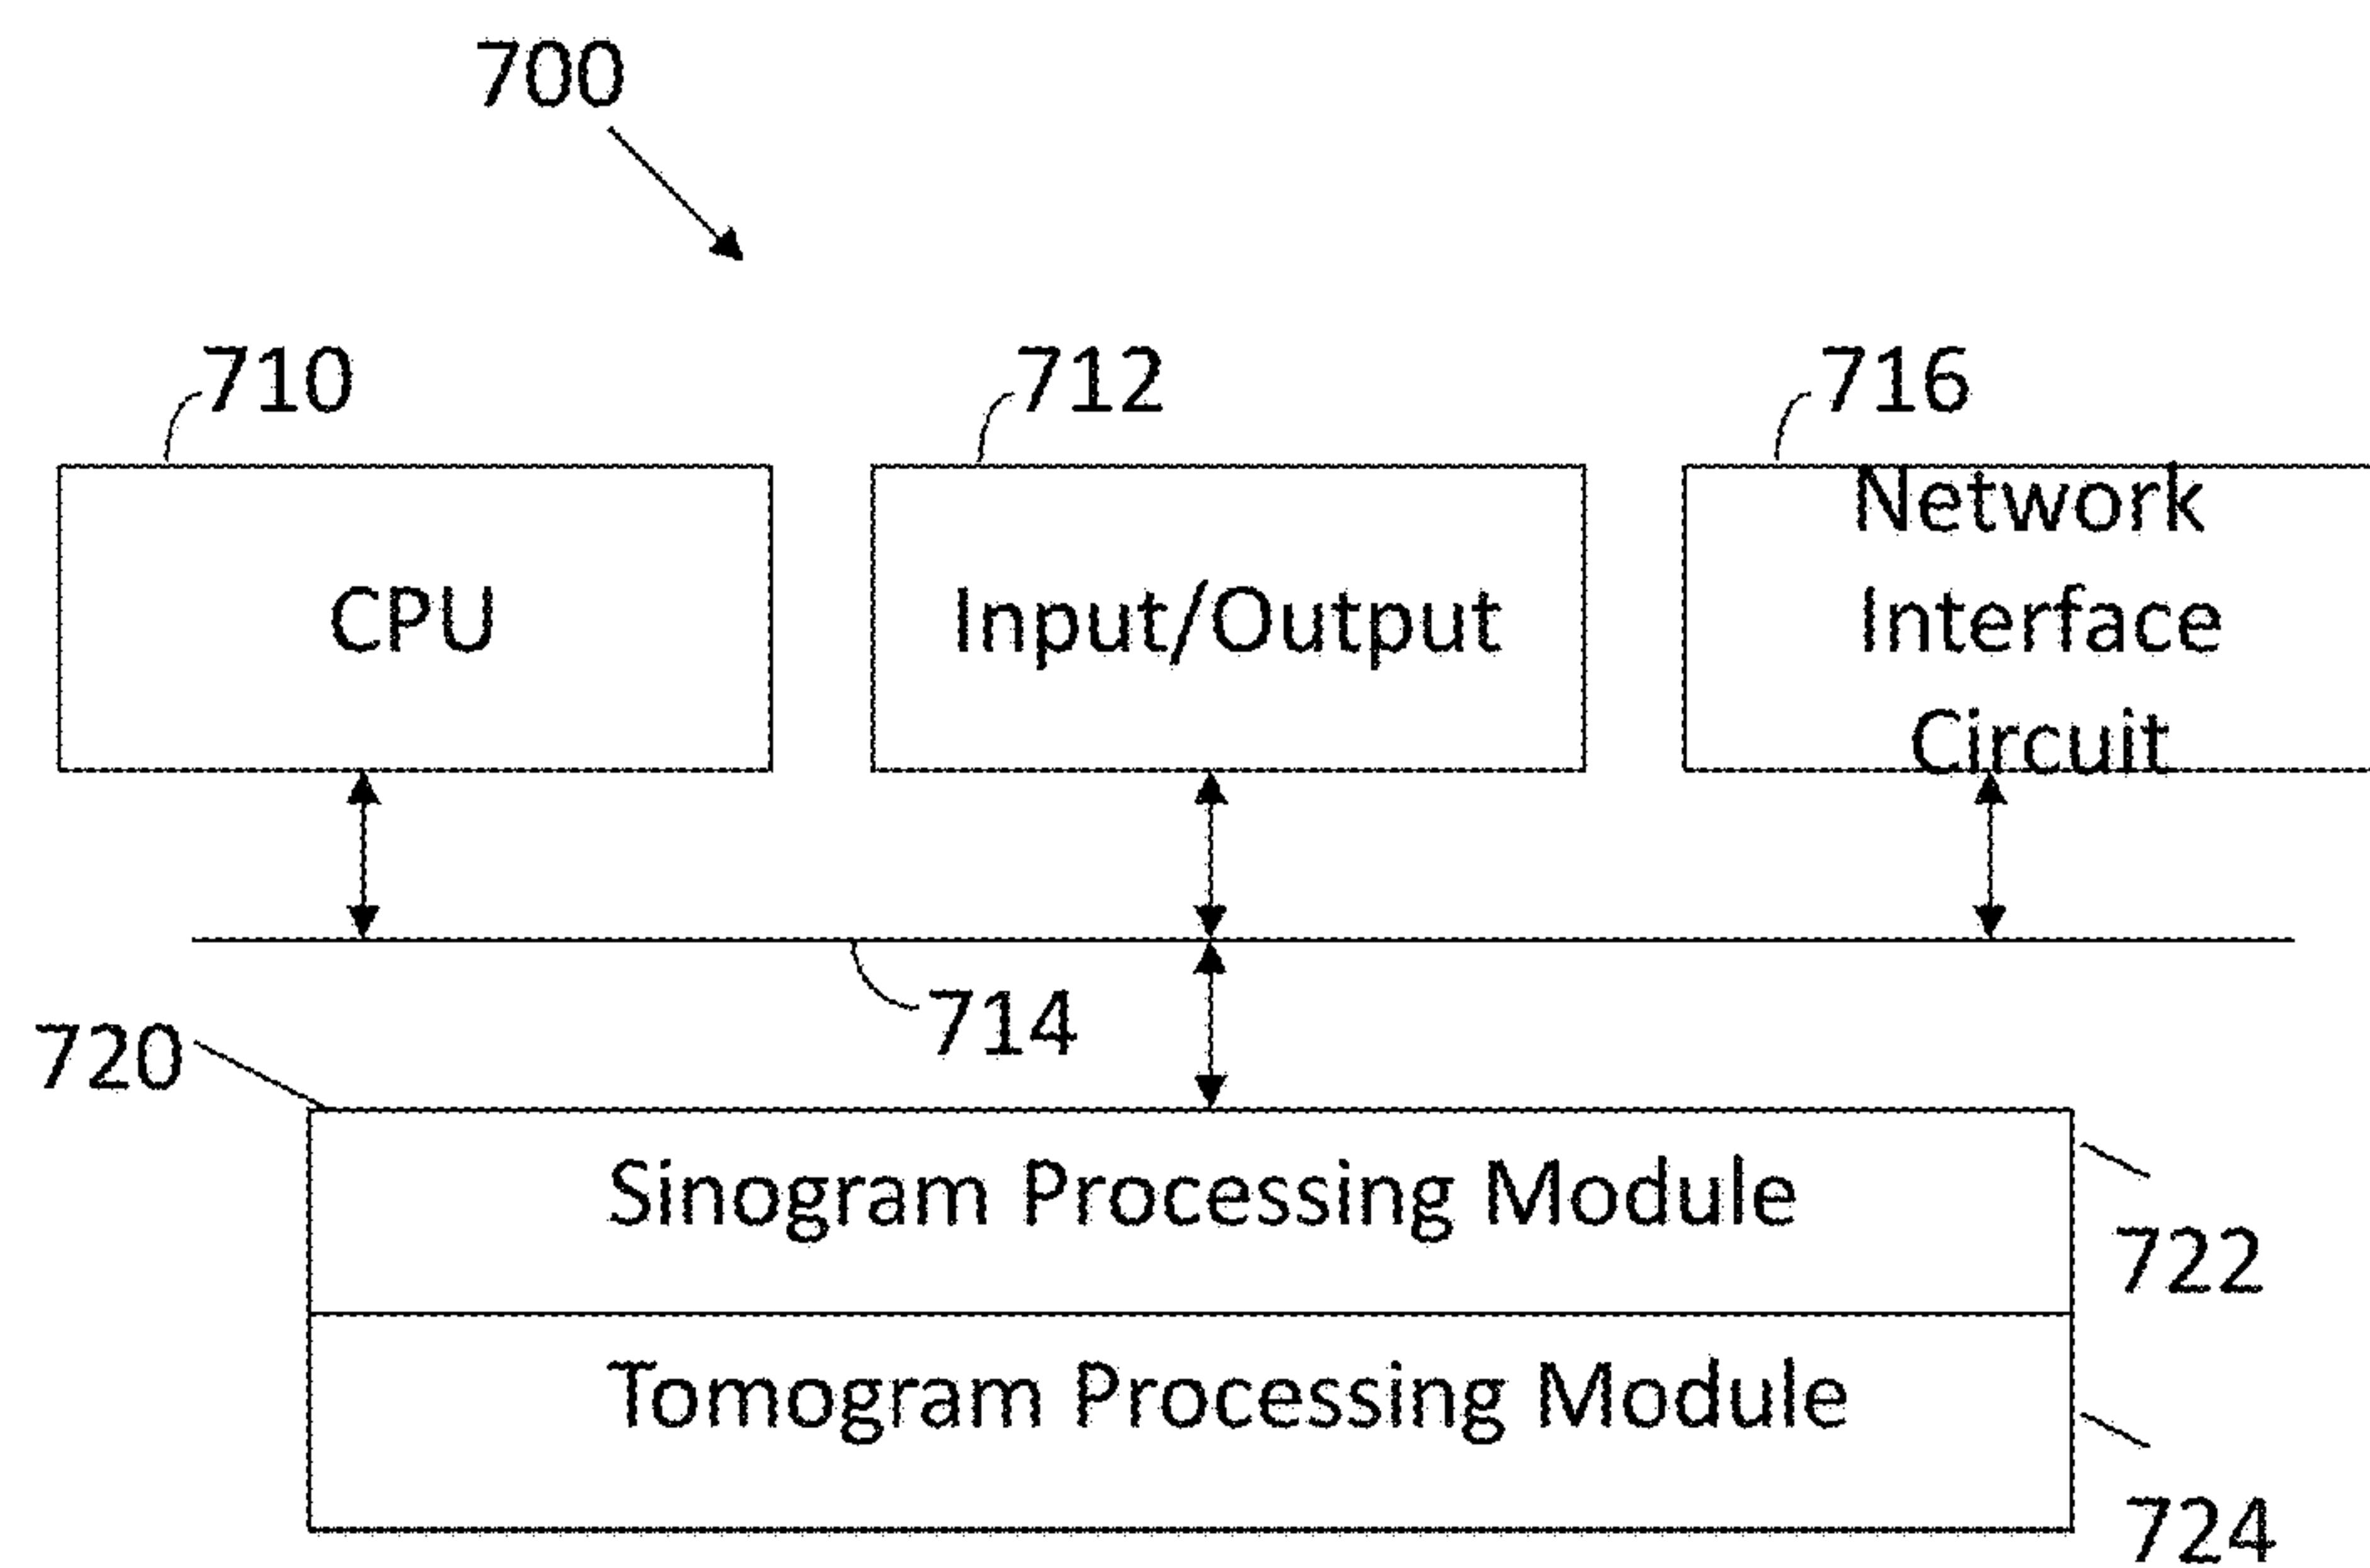 700
710
712
716
CPU
Input/Output
Network
Interface
Circuit
714
720
Sinogram Processing Module
722
Tomogram Processing Module
724